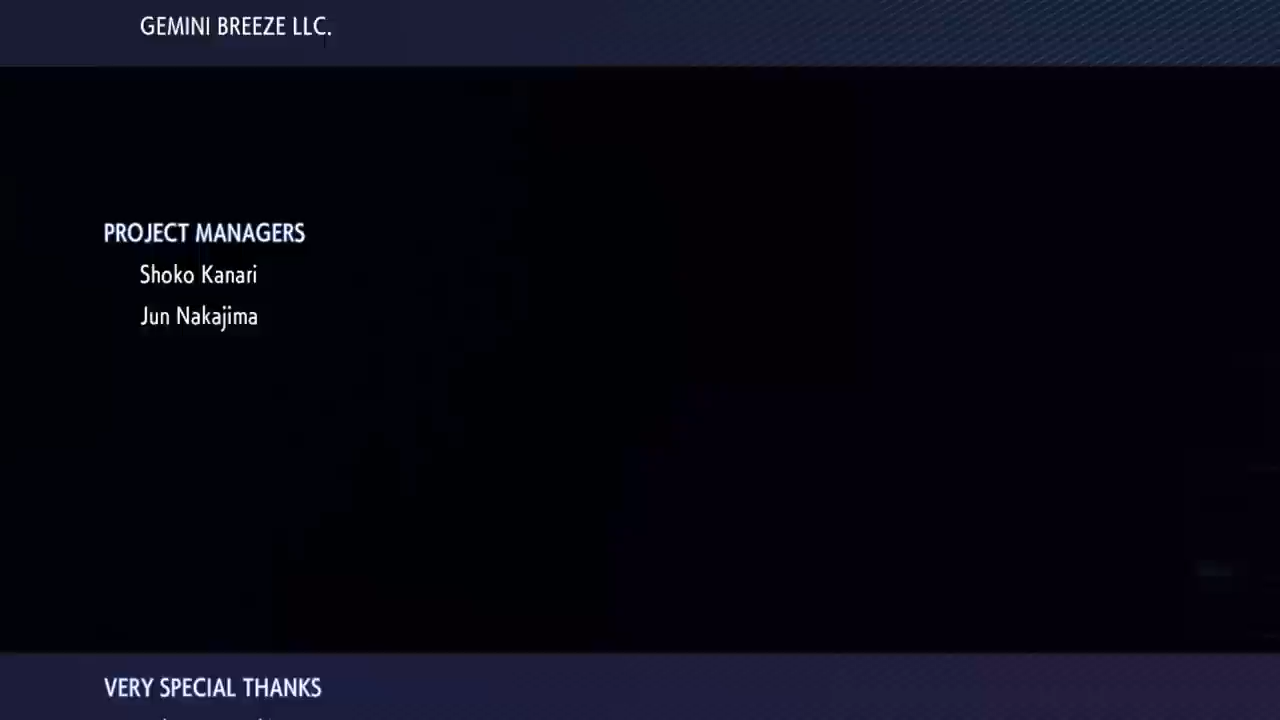 GEMINI BREEZE LLC.
PROJECT MANAGERS
Shoko Kanari
Jun Nakajima
VERY SPECIAL THANKS